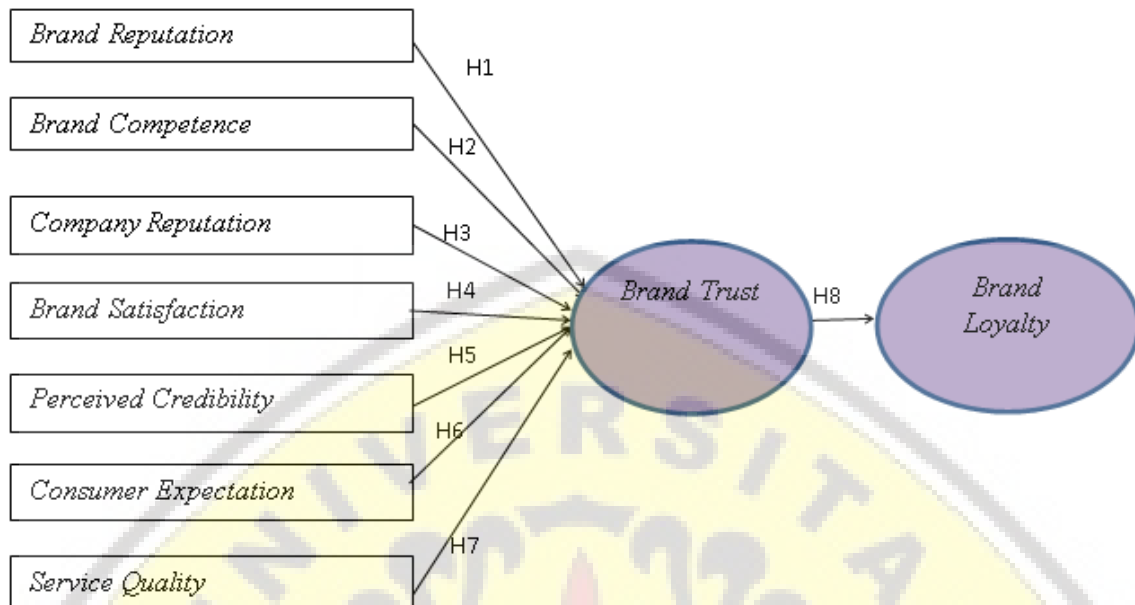 Brand Reputation
H1
Brand Competence
H2
Company Reputation
H3
Brand Satisfaction
H4
Brand Trust
H8
Brand
Loyalty
H5
Perceived Credibility
H6
Consumer Expectation
H7
Service Quality
UNIVERSITA